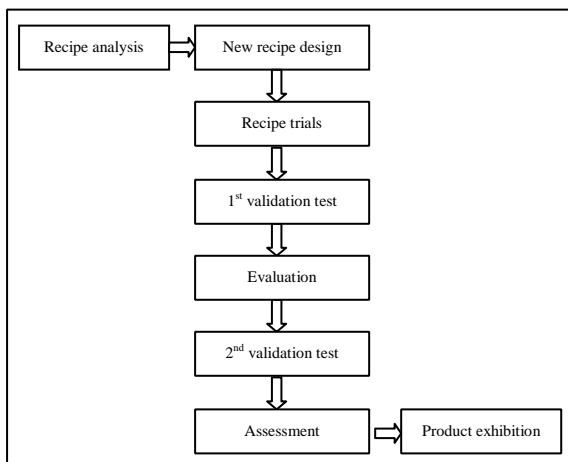 Recipe analysis
New recipe design
Recipe trials
1st validation test
Evaluation
2nd validation test
Assessment
Product exhibition